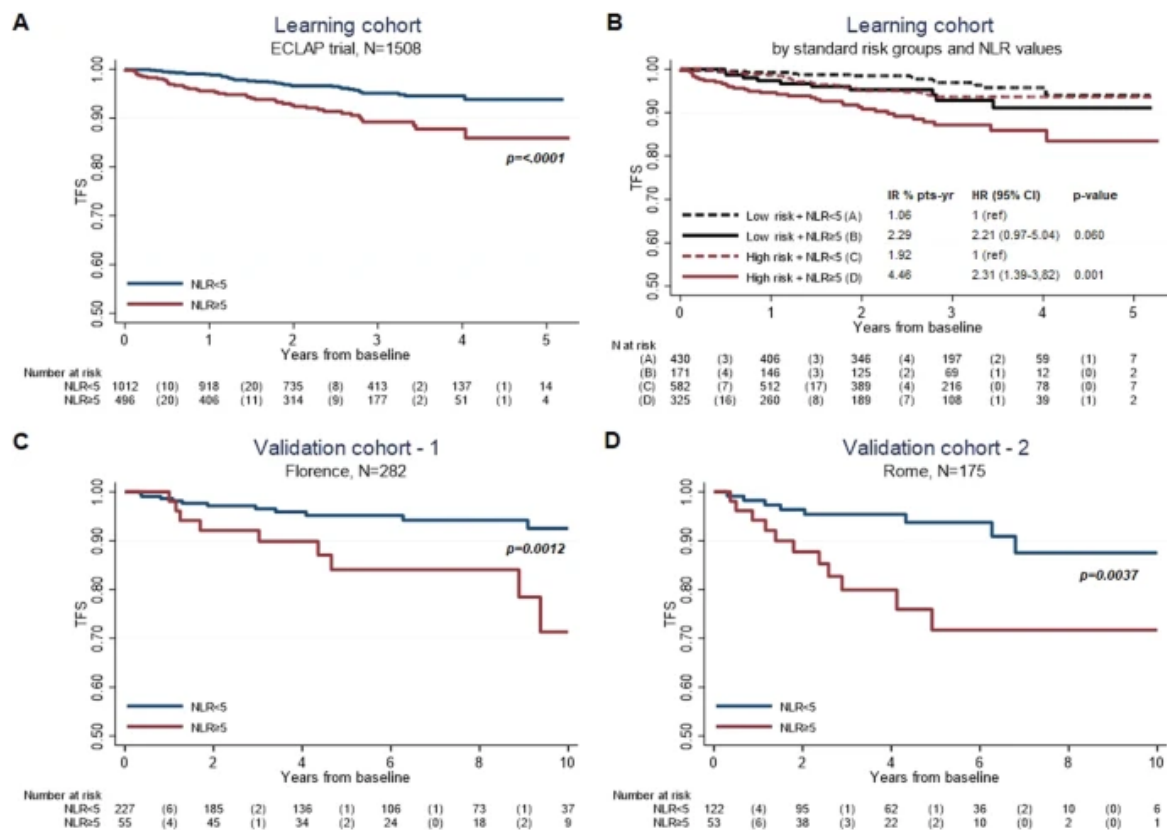 A
Learning cohort
ECLAP trial, N=1508
TFS
1.00
0.90
0.80
0.70
0.60
0.50
p=<.0001
NLR<5
NLR≥5
0 1 2 3 4 5
Years from baseline
Number at risk
NLR<5 1012 (10) 918 (20) 735 (8) 413 (2) 137 (1) 14
NLR≥5 496 (20) 406 (11) 314 (9) 177 (2) 51 (1) 4
B
Learning cohort
by standard risk groups and NLR values
TFS
1.00
0.90
0.80
0.70
0.60
0.50
IR % pts-yr HR (95% CI) p-value
Low risk + NLR<5 (A) 1.06 1 (ref)
Low risk + NLR≥5 (B) 2.29 2.21 (0.97-5.04) 0.060
High risk + NLR<5 (C) 1.92 1 (ref)
High risk + NLR≥5 (D) 4.46 2.31 (1.39-3,82) 0.001
0 1 2 3 4 5
Years from baseline
N at risk
(A) 430 (3) 406 (3) 346 (4) 197 (2) 59 (1) 7
(B) 171 (4) 146 (3) 125 (2) 69 (1) 12 (0) 2
(C) 582 (7) 512 (17) 389 (4) 216 (0) 78 (0) 7
(D) 325 (16) 260 (8) 189 (7) 108 (1) 39 (1) 2
C
Validation cohort - 1
Florence, N=282
TFS
1.00
0.90
0.80
0.70
0.60
0.50
p=0.0012
NLR<5
NLR≥5
0 2 4 6 8 10
Years from baseline
Number at risk
NLR<5 227 (6) 185 (2) 136 (1) 106 (1) 73 (1) 37
NLR≥5 55 (4) 45 (1) 34 (2) 24 (0) 18 (2) 9
D
Validation cohort - 2
Rome, N=175
TFS
1.00
0.90
0.80
0.70
0.60
0.50
p=0.0037
NLR<5
NLR≥5
0 2 4 6 8 10
Years from baseline
Number at risk
NLR<5 122 (4) 95 (1) 62 (1) 36 (2) 10 (0) 6
NLR≥5 53 (6) 38 (3) 22 (2) 10 (0) 2 (0) 1